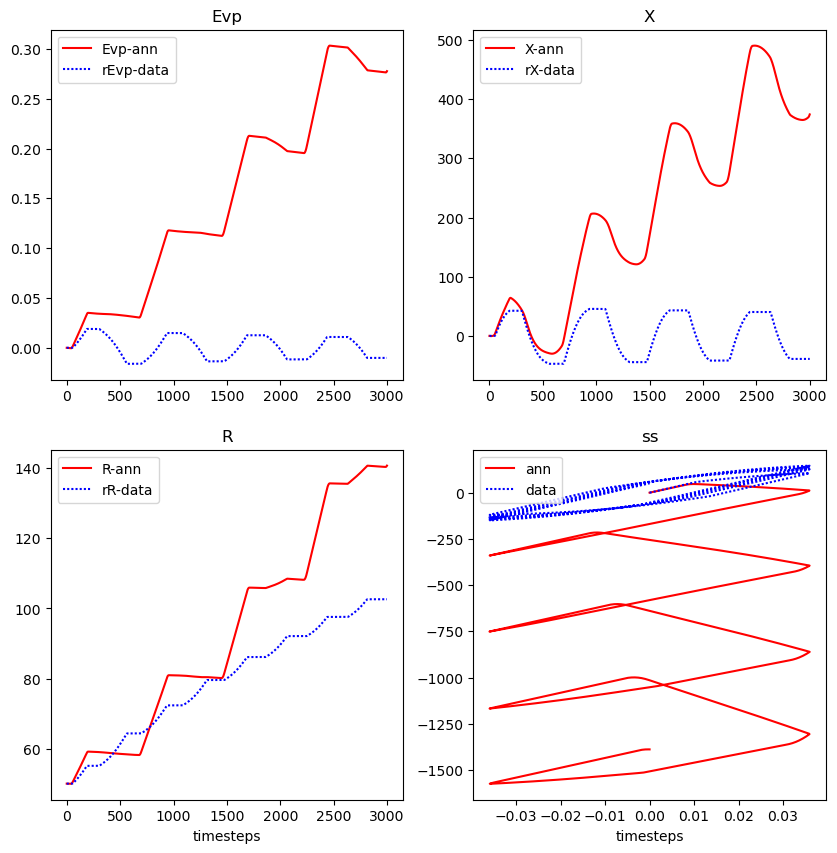 Evp
Evp-ann
rEvp-data
0.30
0.25
0.20
0.15
0.10
0.05
0.00
0 500 1000 1500 2000 2500 3000
X
X-ann
rX-data
500
400
300
200
100
0
0 500 1000 1500 2000 2500 3000
R
R-ann
rR-data
140
120
100
80
60
0 500 1000 1500 2000 2500 3000
timesteps
ss
ann
data
0
−250
−500
−750
−1000
−1250
−1500
−0.03 −0.02 −0.01 0.00 0.01 0.02 0.03
timesteps